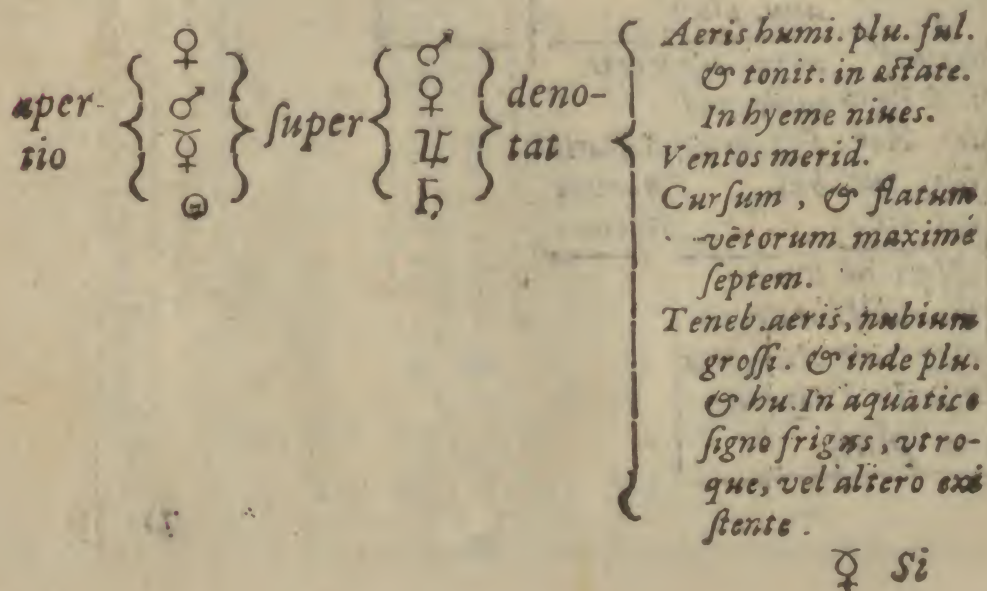 aper-
tio
♀
♂
☿
☉
ſuper
♂
♀
♃
♄
deno-
tat
Aeris humi. plu. ful.
& tonit. in æſtate.
In hyeme niues.
Ventos merid.
Curſum, & flatum
vẽtorum maximè
ſeptem.
Teneb. aeris, nubium
groſſi. & inde plu.
& hu. In aquatico
ſigno frigus, vtro-
que, vel altero exi
ſtente.
☿ Si